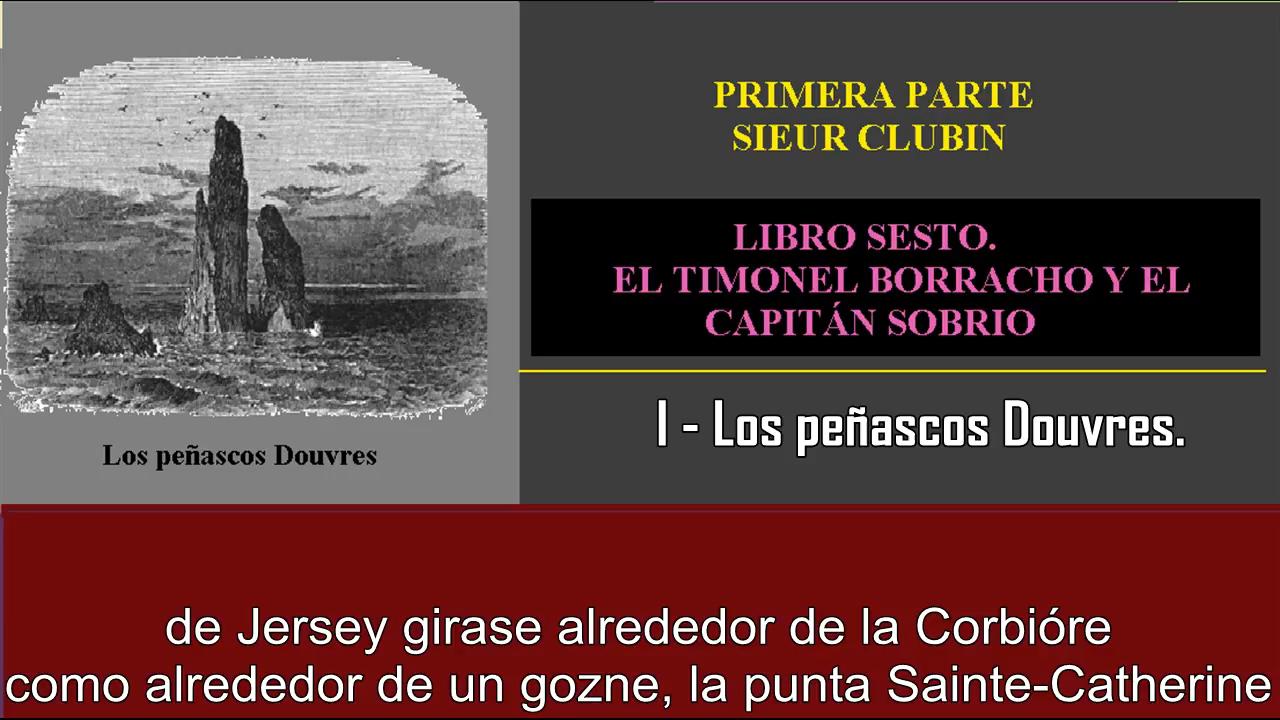 PRIMERA PARTE
SIEUR CLUBIN
LIBRO SESTO.
EL TIMONEL BORRACHO Y EL
CAPITÁN SOBRIO
I - Los peñascos Douvres.
Los peñascos Douvres
de Jersey girase alrededor de la Corbióre
como alrededor de un gozne, la punta Sainte-Catherine